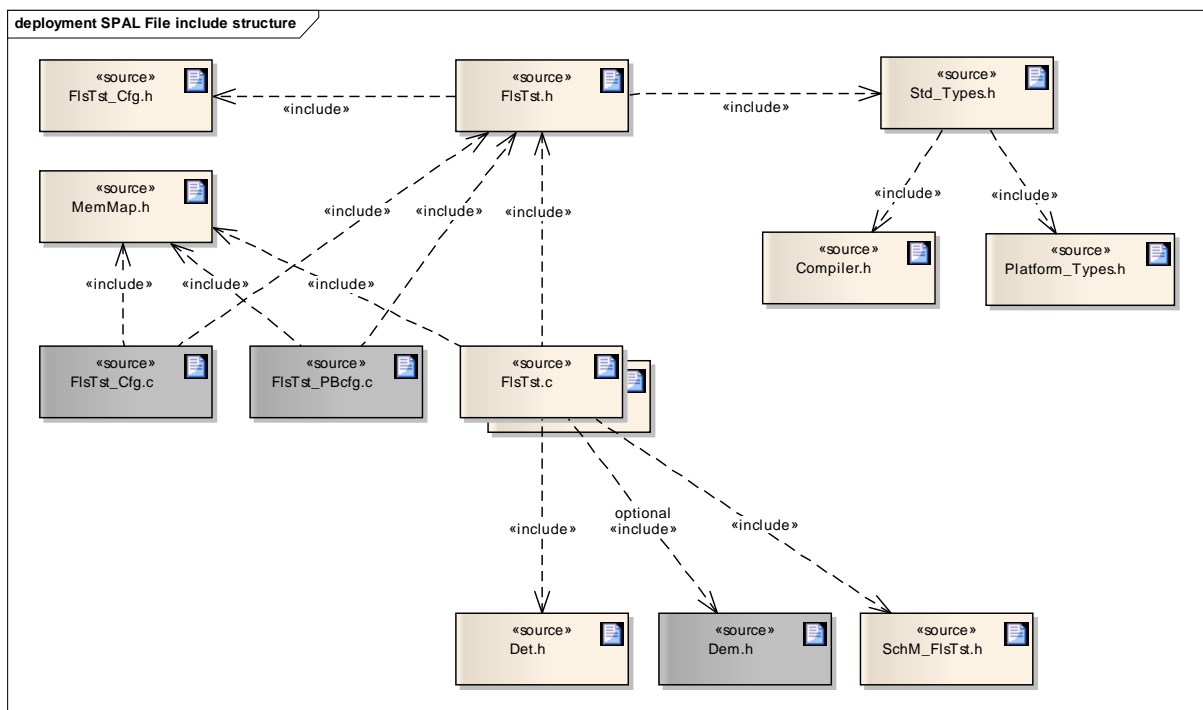 deployment SPAL File include structure
«source»
FlsTst_Cfg.h
«source»
FlsTst.h
«source»
Std_Types.h
«include»
«include»
«source»
MemMap.h
«include»
«include»
«include»
«include»
«include»
«source»
Compiler.h
«source»
Platform_Types.h
«include»
«include»
«include»
«source»
FlsTst_Cfg.c
«source»
FlsTst_PBcfg.c
«source»
FlsTst.c
optional
«include»
«include»
«include»
«source»
Det.h
«source»
Dem.h
«source»
SchM_FlsTst.h